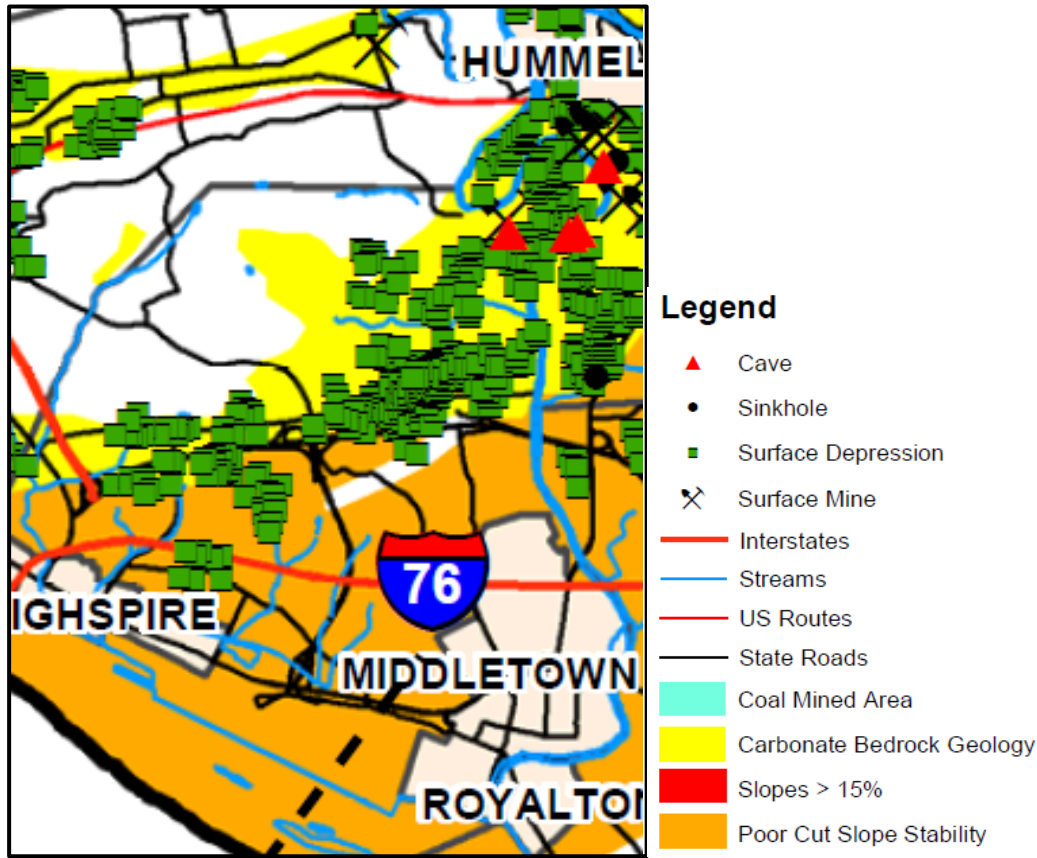 HUMMEL
76
IGHSPIRE
MIDDLETOWN
ROYALTON
Legend
Cave
Sinkhole
Surface Depression
Surface Mine
Interstates
Streams
US Routes
State Roads
Coal Mined Area
Carbonate Bedrock Geology
Slopes > 15%
Poor Cut Slope Stability